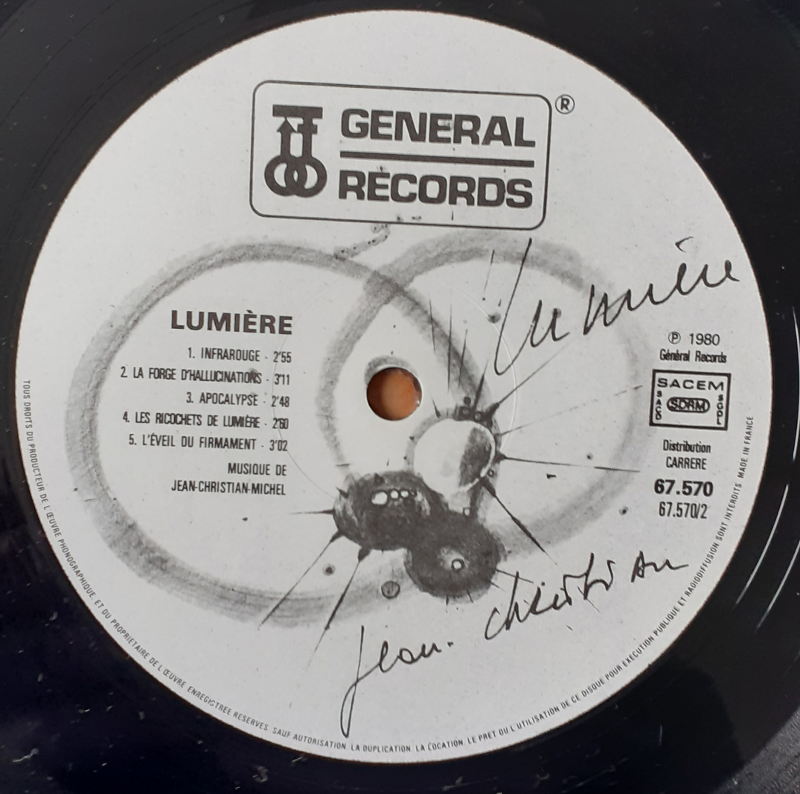 GENERAL
RECORDS
®
Lumière
LUMIÈRE
1. INFRAROUGE - 2'55
2. LA FORGE D'HALLUCINATIONS - 3'11
3. APOCALYPSE - 2'48
4. LES RICOCHETS DE LUMIÈRE - 2'60
5. L'ÉVEIL DU FIRMAMENT - 3'02
MUSIQUE DE
JEAN-CHRISTIAN-MICHEL
℗ 1980
Général Records
SACEM
SACD
SDRM
SGDL
Distribution
CARRERE
67.570
67.570/2
Jean-Christian
TOUS DROITS DU PRODUCTEUR DE L'ŒUVRE PHONOGRAPHIQUE, ET DU PROPRIETAIRE DE L'ŒUVRE ENREGISTREE RESERVES. SAUF AUTORISATION, LA DUPLICATION, LA LOCATION, LE PRET OU L'UTILISATION DE CE DISQUE POUR EXECUTION PUBLIQUE ET RADIODIFFUSION SONT INTERDITS. MADE IN FRANCE